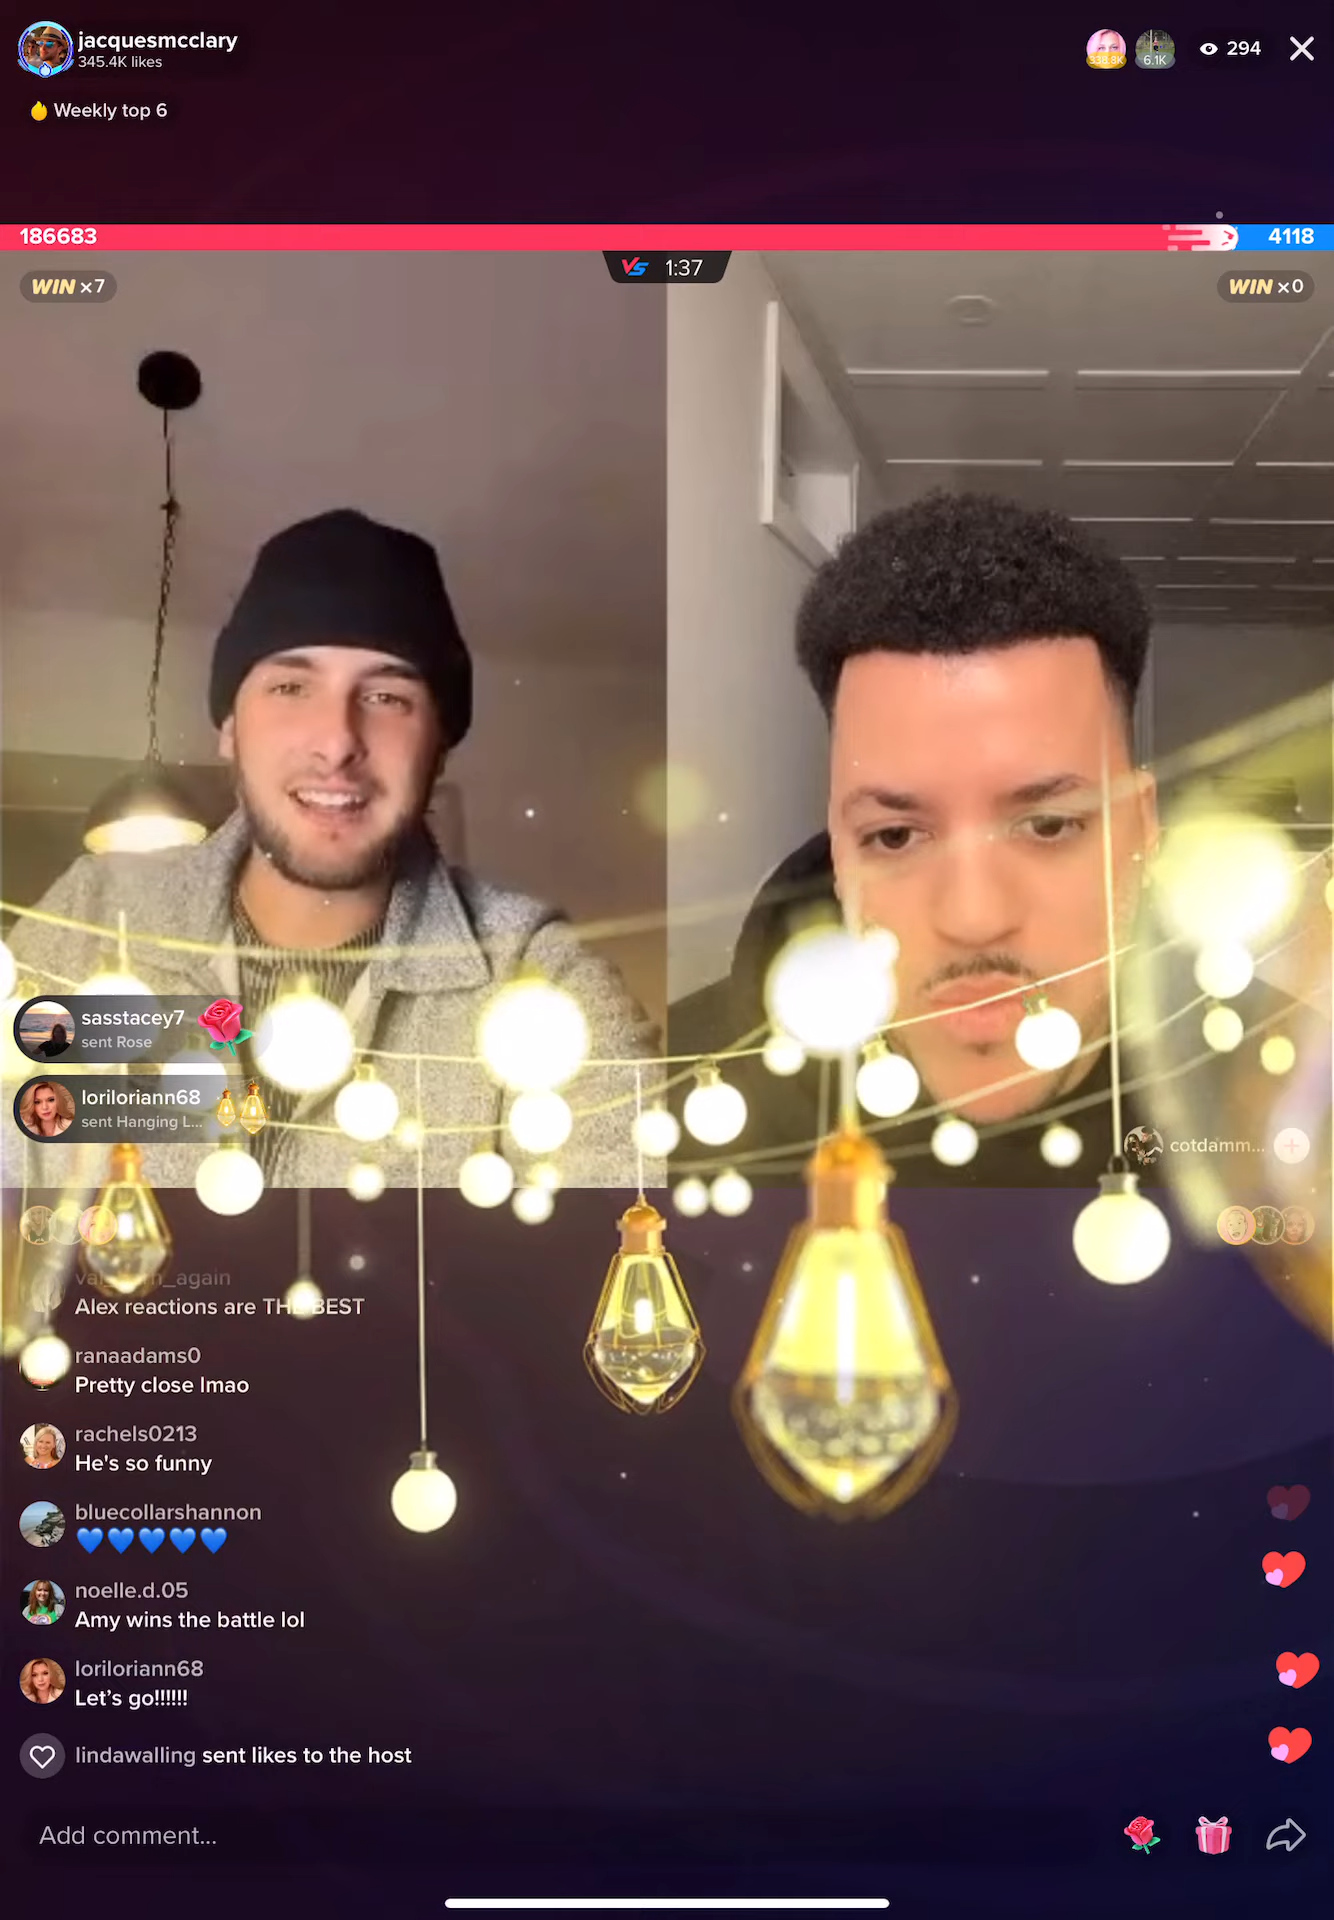 jacquesmcclary
345.4K likes
338.8K
6.1K
294
Weekly top 6
186683
4118
VS 1:37
WIN x7
WIN x0
sasstacey7
sent Rose
loriloriann68
sent Hanging L...
cotdamm...
Alex reactions are THE BEST
ranaadams0
Pretty close lmao
rachels0213
He's so funny
bluecollarshannon
💙💙💙💙💙
noelle.d.05
Amy wins the battle lol
loriloriann68
Let's go!!!!!!
lindawalling sent likes to the host
Add comment...